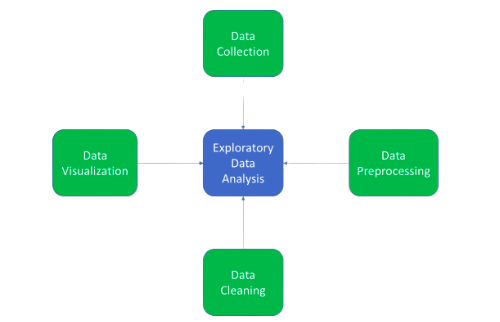 Data
Collection
Data
Visualization
Exploratory
Data
Analysis
Data
Preprocessing
Data
Cleaning